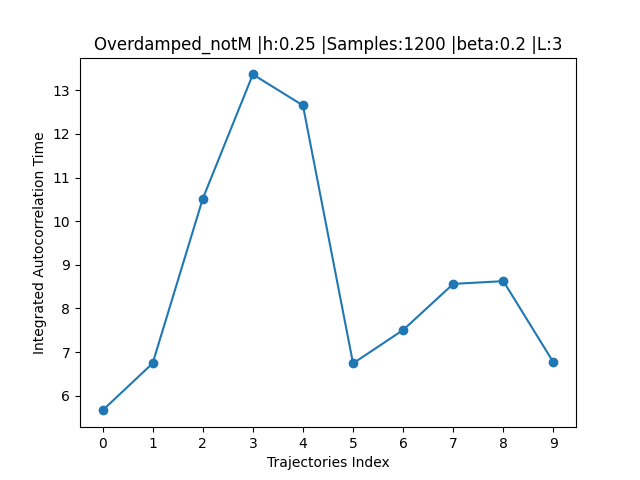 Overdamped_notM |h:0.25 |Samples:1200 |beta:0.2 |L:3
13
12
11
10
9
8
7
6
Integrated Autocorrelation Time
0 1 2 3 4 5 6 7 8 9
Trajectories Index